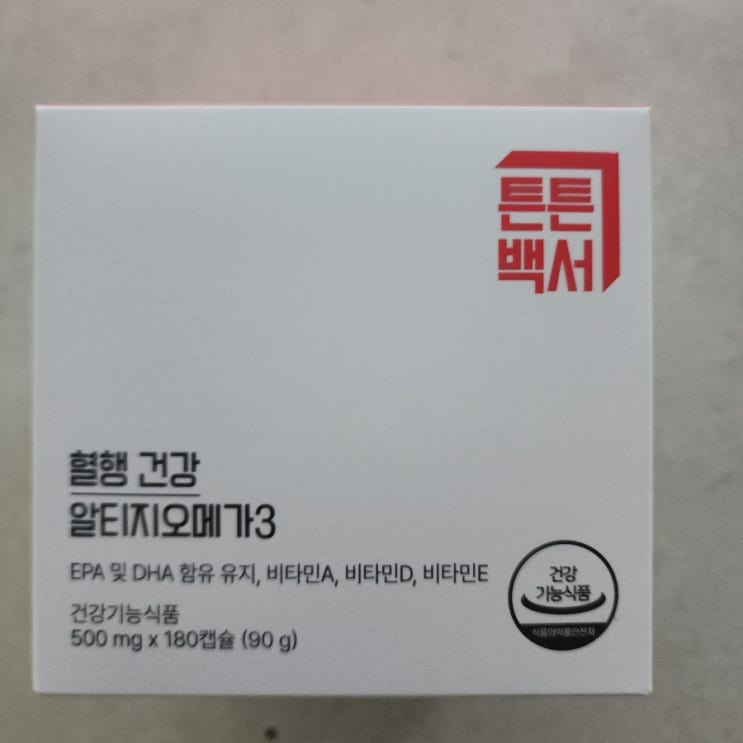 튼튼
백서
혈행 건강
알티지오메가3
EPA 및 DHA 함유 유지, 비타민A, 비타민D, 비타민E
건강기능식품
500 mg x 180캡슐 (90 g)
건강
기능식품
식품의약품안전처